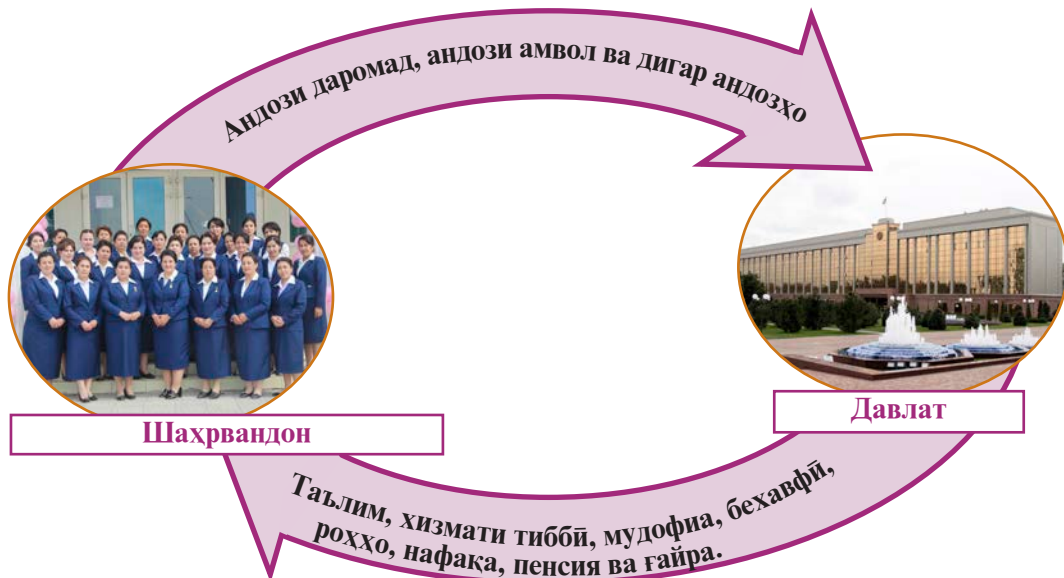 Андози даромад, андози амвол ва дигар андозҳо
Шаҳрвандон
Давлат
Таълим, хизмати тиббӣ, мудофиа, бехавфӣ,
роҳҳо, нафақа, пенсия ва ғайра.